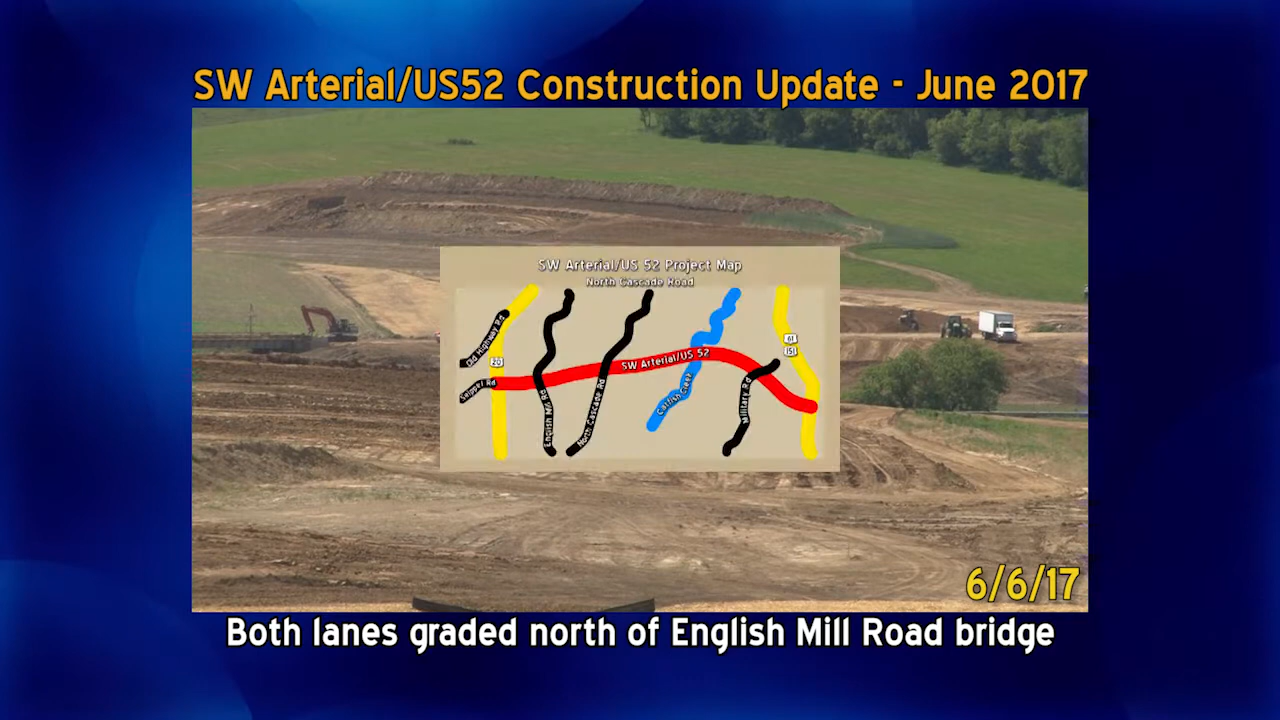 SW Arterial/US52 Construction Update - June 2017
SW Arterial/US 52 Project Map
North Cascade Road
Old Highway Rd
20
Seippel Rd
English Mill Rd
North Cascade Rd
SW Arterial/US 52
Catfish Creek
Military Rd
61
151
6/6/17
Both lanes graded north of English Mill Road bridge